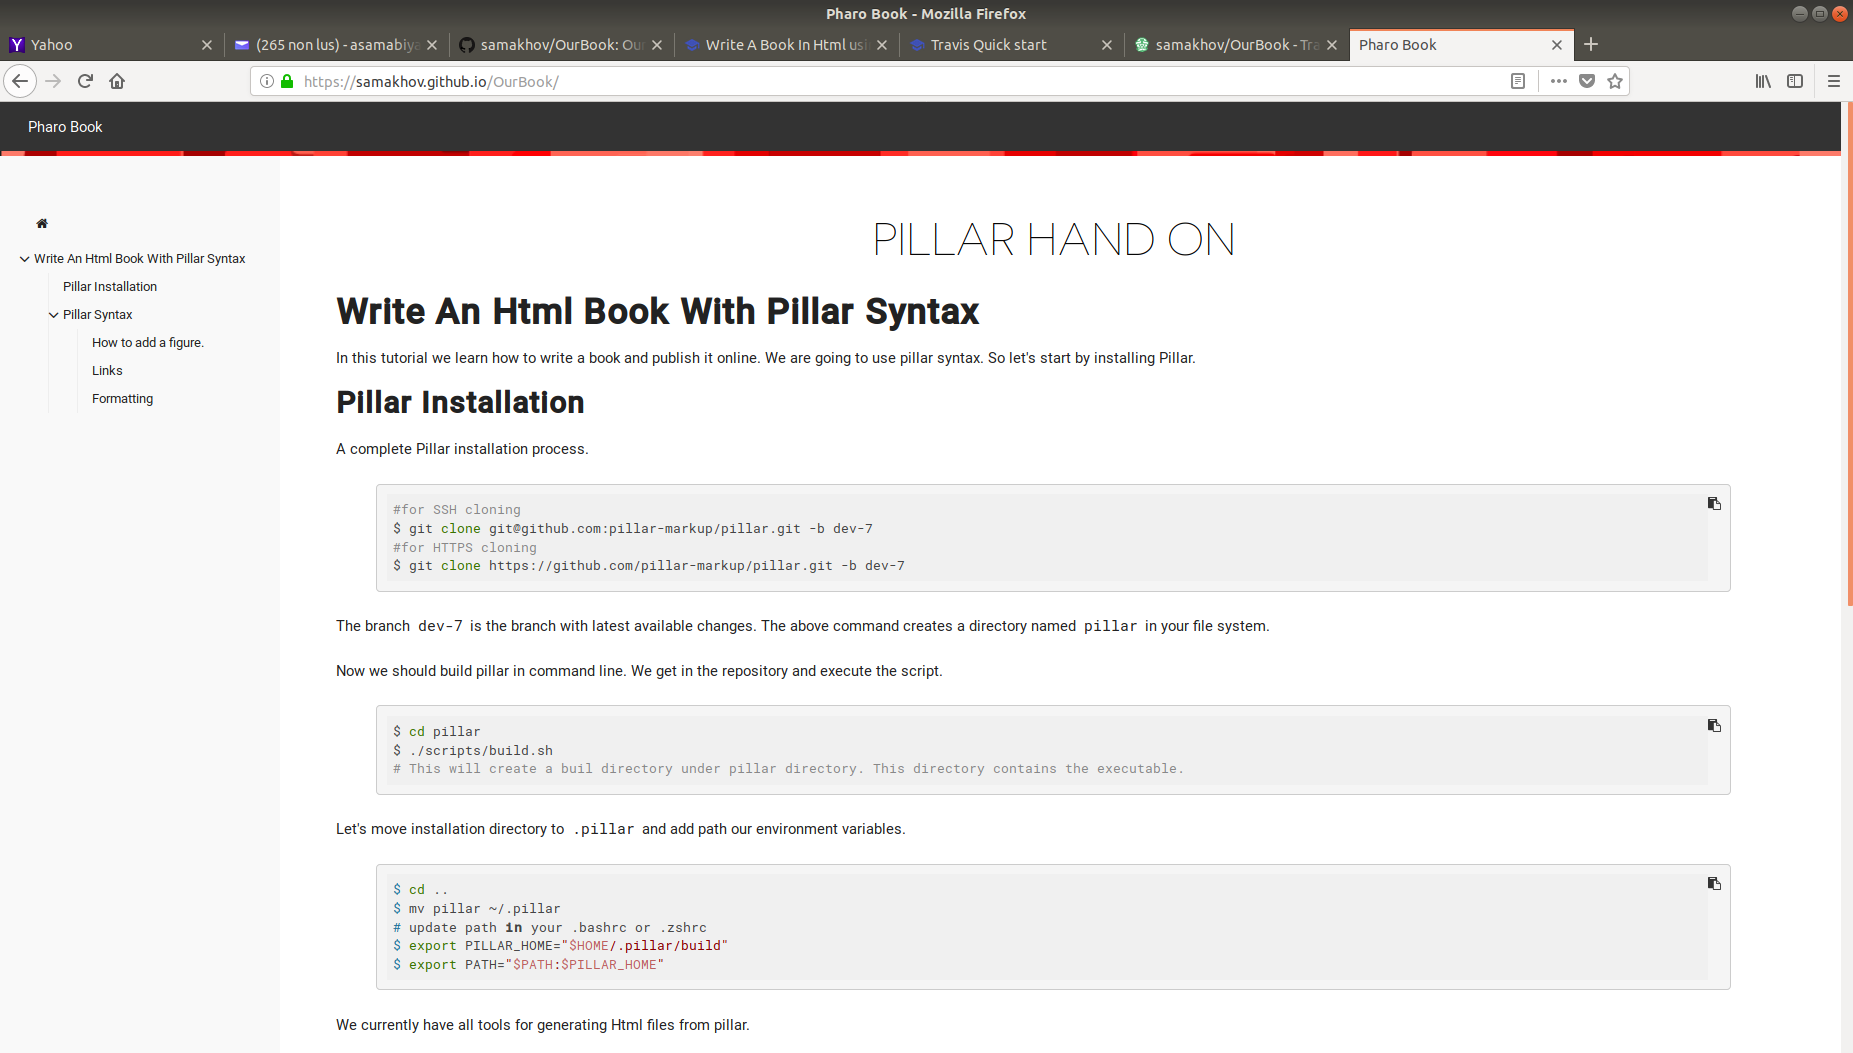 Pharo Book - Mozilla Firefox
Yahoo
(265 non lus) - asamabiya
samakhov/OurBook: Our
Write A Book In Html usi
Travis Quick start
samakhov/OurBook - Tra
Pharo Book
https://samakhov.github.io/OurBook/
Pharo Book
Write An Html Book With Pillar Syntax
Pillar Installation
Pillar Syntax
How to add a figure.
Links
Formatting
PILLAR HAND ON
Write An Html Book With Pillar Syntax
In this tutorial we learn how to write a book and publish it online. We are going to use pillar syntax. So let's start by installing Pillar.
Pillar Installation
A complete Pillar installation process.
#for SSH cloning
$ git clone git@github.com:pillar-markup/pillar.git -b dev-7
#for HTTPS cloning
$ git clone https://github.com/pillar-markup/pillar.git -b dev-7
The branch dev-7 is the branch with latest available changes. The above command creates a directory named pillar in your file system.
Now we should build pillar in command line. We get in the repository and execute the script.
$ cd pillar
$ ./scripts/build.sh
# This will create a buil directory under pillar directory. This directory contains the executable.
Let's move installation directory to .pillar and add path our environment variables.
$ cd ..
$ mv pillar ~/.pillar
# update path in your .bashrc or .zshrc
$ export PILLAR_HOME="$HOME/.pillar/build"
$ export PATH="$PATH:$PILLAR_HOME"
We currently have all tools for generating Html files from pillar.